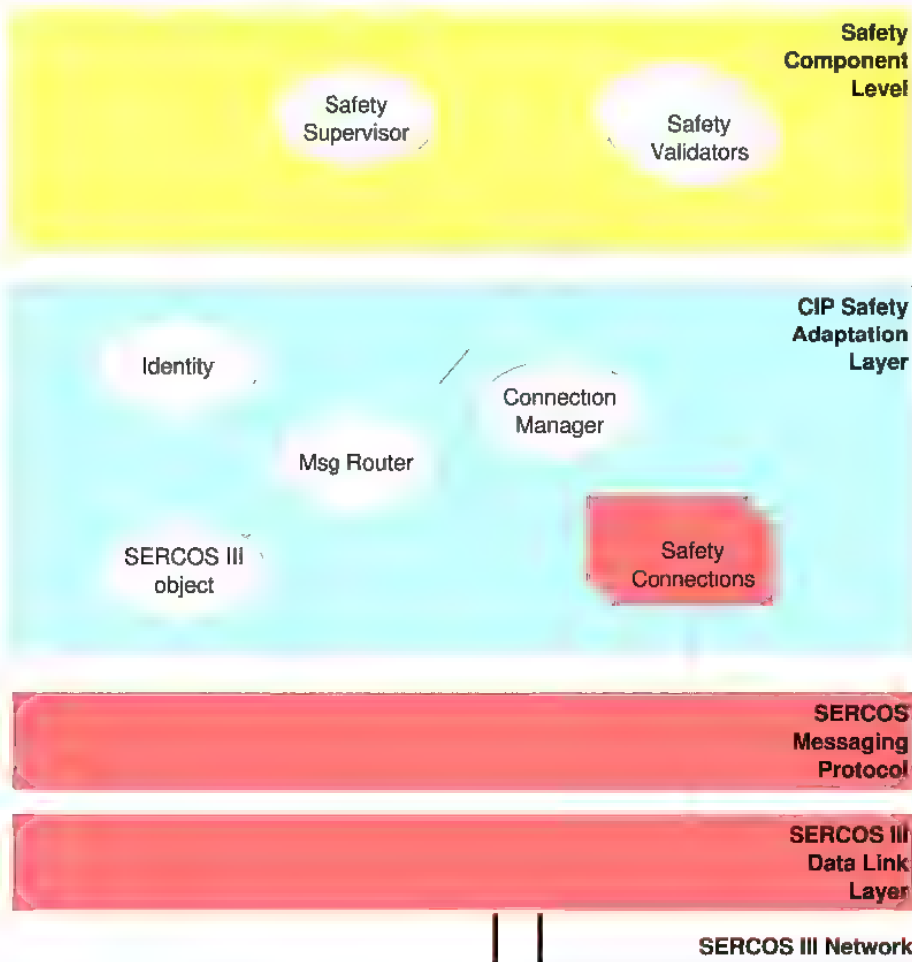 Safety
Component
Level
Safety
Supervisor
Safety
Validators
CIP Safety
Adaptation
Layer
Identity
Connection
Manager
Msg Router
SERCOS III
object
Safety
Connections
SERCOS
Messaging
Protocol
SERCOS III
Data Link
Layer
SERCOS III Network